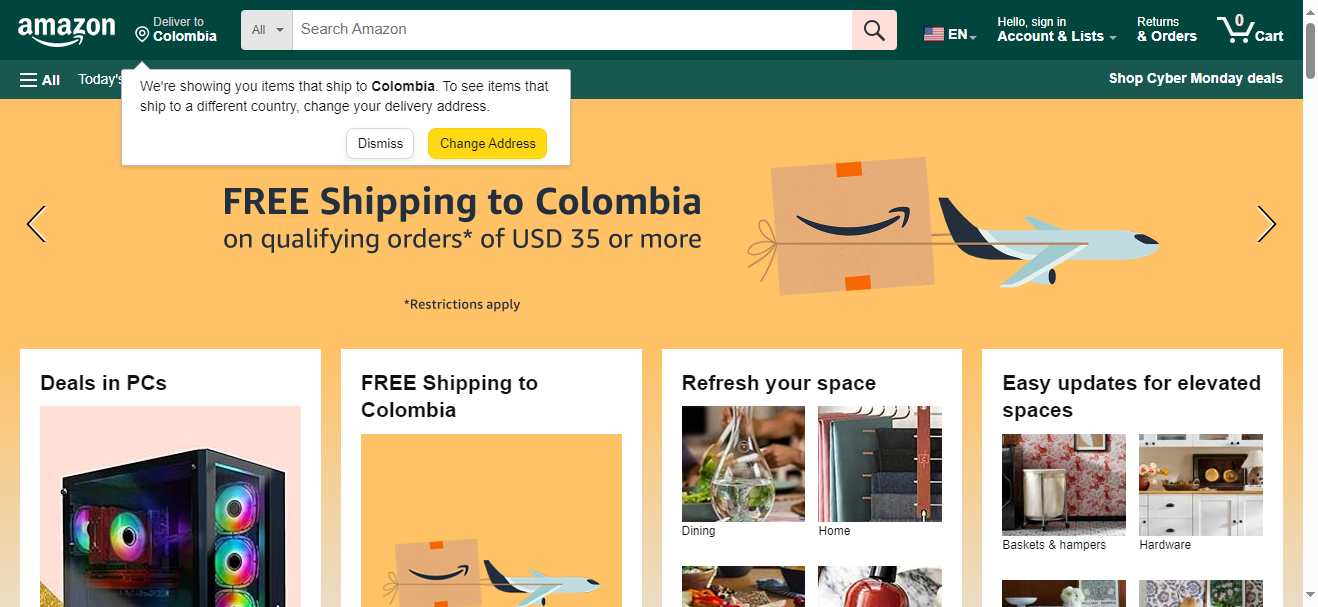 amazon
Deliver to
Colombia
All
Search Amazon
EN
Hello, sign in
Account & Lists
Returns
& Orders
0
Cart
All
Today's
Shop Cyber Monday deals
We're showing you items that ship to Colombia. To see items that
ship to a different country, change your delivery address.
Dismiss
Change Address
FREE Shipping to Colombia
on qualifying orders* of USD 35 or more
*Restrictions apply
Deals in PCs
FREE Shipping to
Colombia
Refresh your space
Dining
Home
Easy updates for elevated
spaces
Baskets & hampers
Hardware